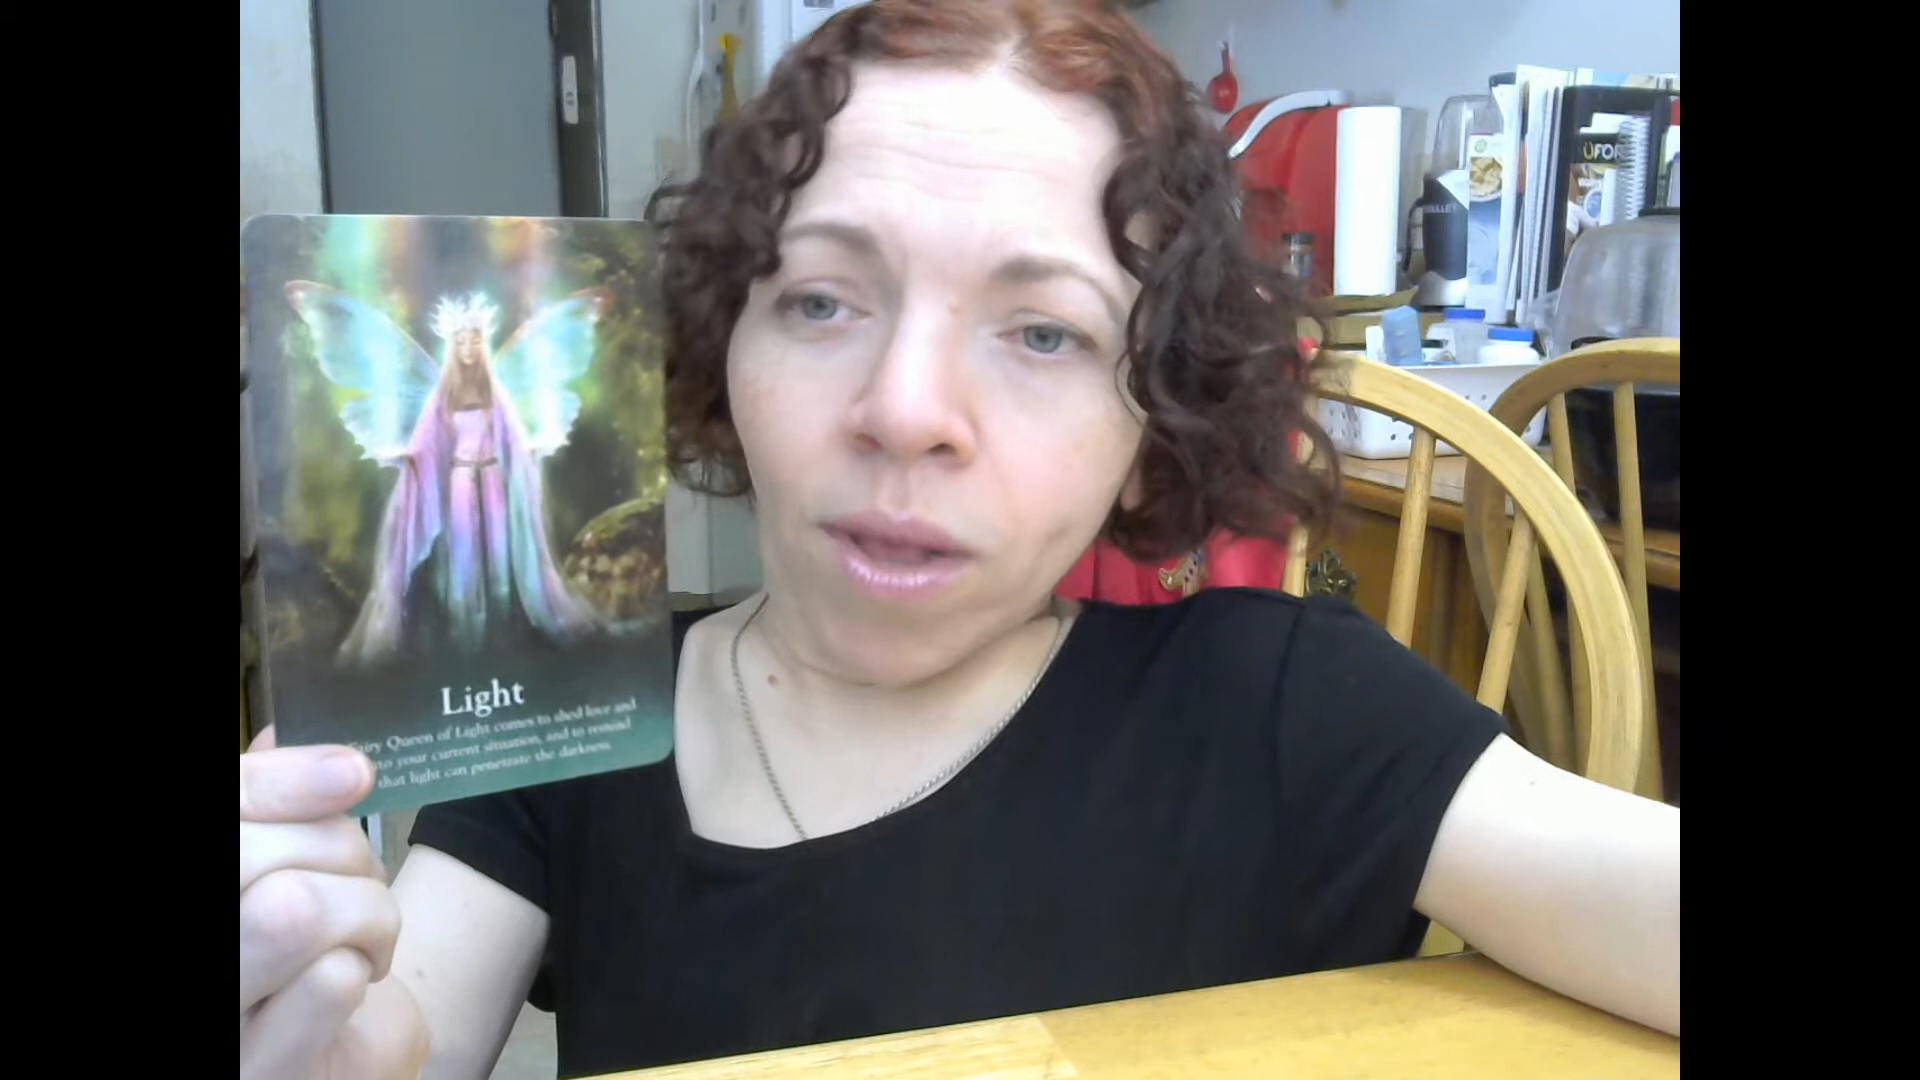 Light
Fairy Queen of Light comes to shed love and
to your current situation, and to remind
that light can penetrate the darkness.
BULLET